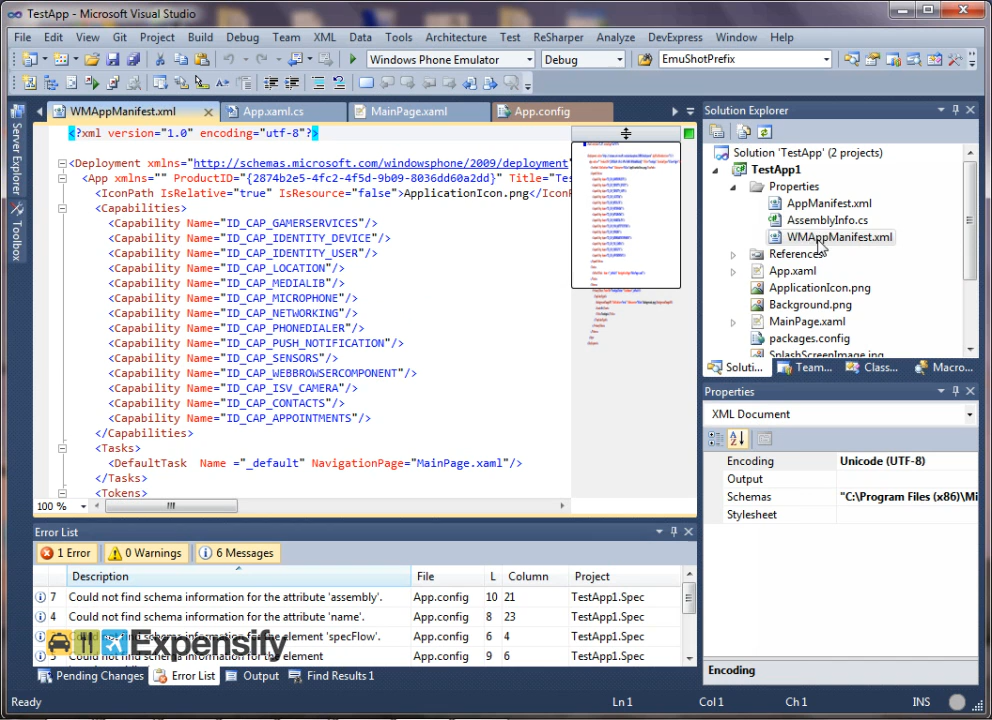 TestApp - Microsoft Visual Studio
File Edit View Git Project Build Debug Team XML Data Tools Architecture Test ReSharper Analyze DevExpress Window Help
Windows Phone Emulator Debug EmuShotPrefix
WMAppManifest.xml App.xaml.cs MainPage.xaml App.config
Server Explorer
Toolbox
<?xml version="1.0" encoding="utf-8"?>
<Deployment xmlns="http://schemas.microsoft.com/windowsphone/2009/deployment"
<App xmlns="" ProductID="{2874b2e5-4fc2-4f5d-9b09-8036dd60a2dd}" Title="Tes
<IconPath IsRelative="true" IsResource="false">ApplicationIcon.png</IconP
<Capabilities>
<Capability Name="ID_CAP_GAMERSERVICES"/>
<Capability Name="ID_CAP_IDENTITY_DEVICE"/>
<Capability Name="ID_CAP_IDENTITY_USER"/>
<Capability Name="ID_CAP_LOCATION"/>
<Capability Name="ID_CAP_MEDIALIB"/>
<Capability Name="ID_CAP_MICROPHONE"/>
<Capability Name="ID_CAP_NETWORKING"/>
<Capability Name="ID_CAP_PHONEDIALER"/>
<Capability Name="ID_CAP_PUSH_NOTIFICATION"/>
<Capability Name="ID_CAP_SENSORS"/>
<Capability Name="ID_CAP_WEBBROWSERCOMPONENT"/>
<Capability Name="ID_CAP_ISV_CAMERA"/>
<Capability Name="ID_CAP_CONTACTS"/>
<Capability Name="ID_CAP_APPOINTMENTS"/>
</Capabilities>
<Tasks>
<DefaultTask Name ="_default" NavigationPage="MainPage.xaml"/>
</Tasks>
<Tokens>
100 %
Solution Explorer
Solution 'TestApp' (2 projects)
TestApp1
Properties
AppManifest.xml
AssemblyInfo.cs
WMAppManifest.xml
References
App.xaml
ApplicationIcon.png
Background.png
MainPage.xaml
packages.config
SplashScreenImage.jpg
Soluti... Team... Class... Macro...
Properties
XML Document
Encoding Unicode (UTF-8)
Output
Schemas "C:\Program Files (x86)\Mi
Stylesheet
Encoding
Error List
1 Error 0 Warnings 6 Messages
Description File L Column Project
7 Could not find schema information for the attribute 'assembly'. App.config 10 21 TestApp1.Spec
4 Could not find schema information for the attribute 'name'. App.config 8 23 TestApp1.Spec
Could not find schema information for the element 'specFlow'. App.config 6 4 TestApp1.Spec
5 Could not find schema information for the element App.config 9 6 TestApp1.Spec
Expensify
Pending Changes Error List Output Find Results 1
Ready Ln 1 Col 1 Ch 1 INS